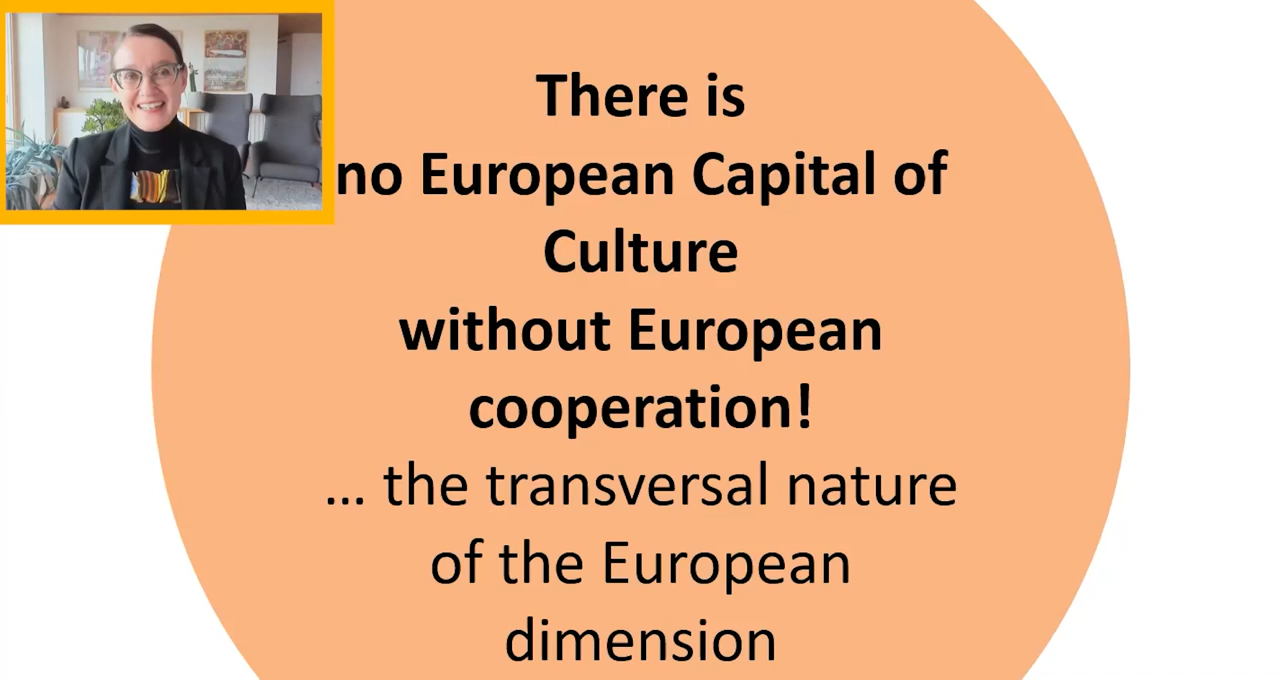 There is
no European Capital of
Culture
without European
cooperation!
... the transversal nature
of the European
dimension